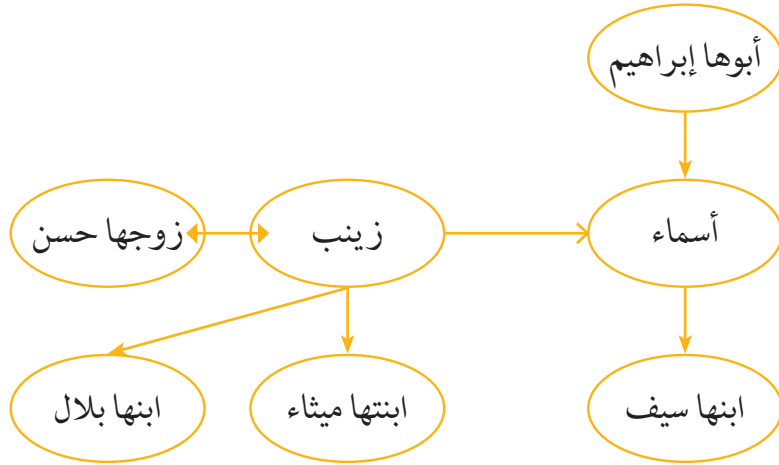 أبوها إبراهيم
أسماء
زينب
زوجها حسن
ابنها سيف
ابنتها ميثاء
ابنها بلال